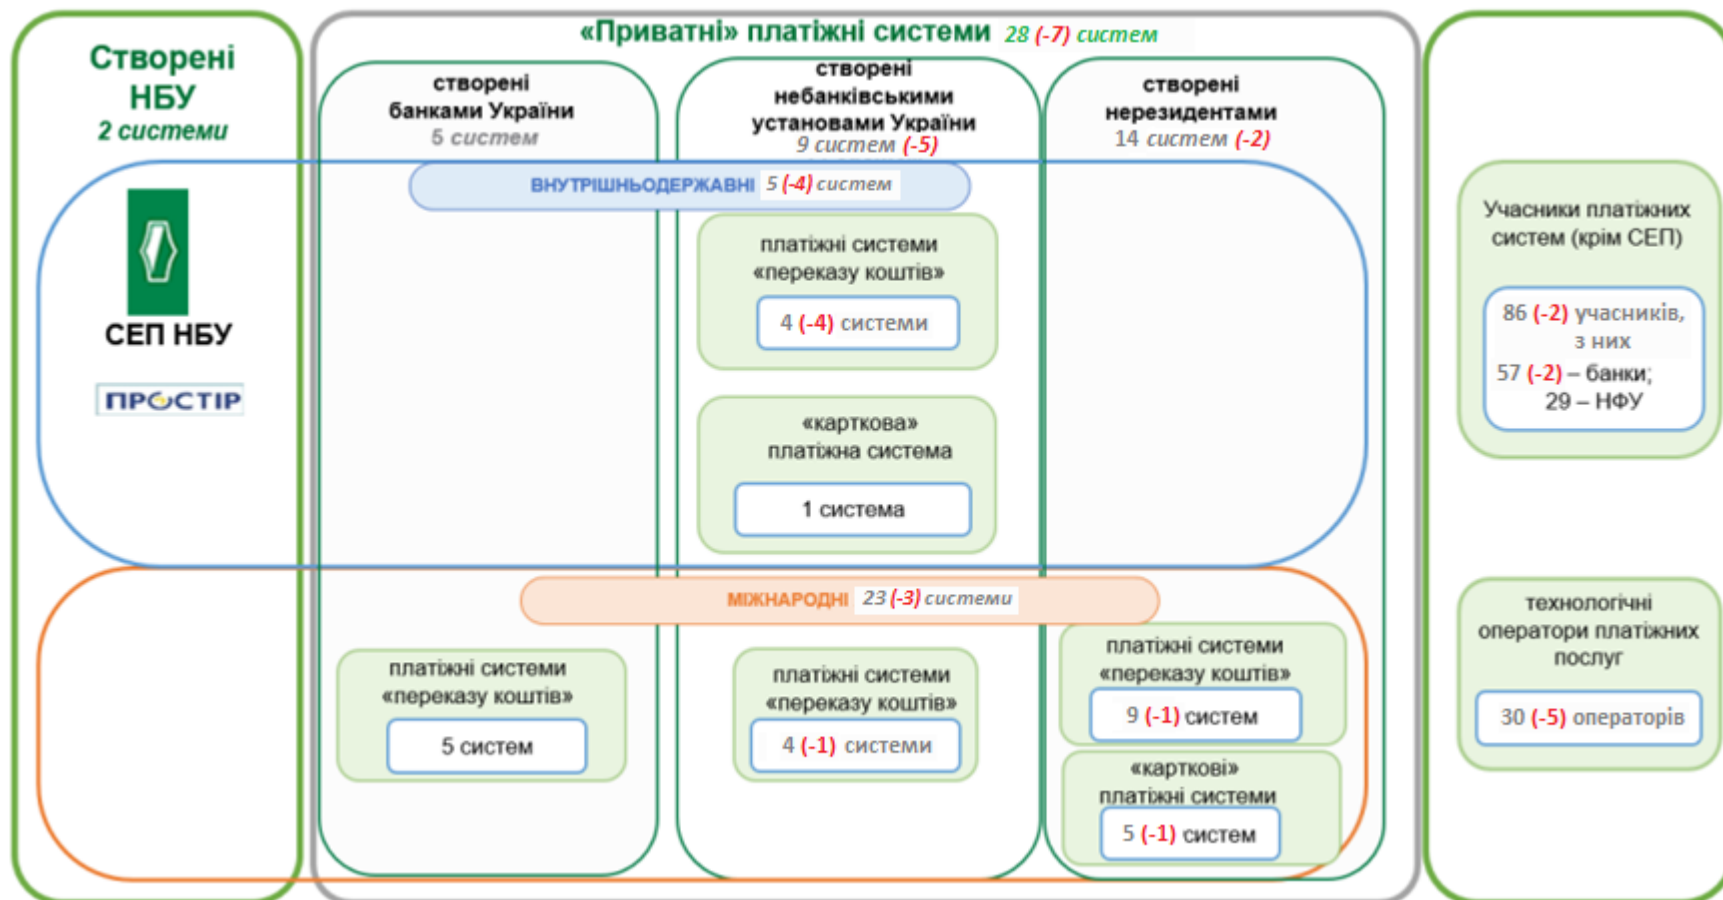 Створені
НБУ
2 системи
СЕП НБУ
ПРОСТІР
«Приватні» платіжні системи 28 (-7) систем
створені
банками України
5 систем
створені
небанківськими
установами України
9 систем (-5)
створені
нерезидентами
14 систем (-2)
ВНУТРІШНЬОДЕРЖАВНІ 5 (-4) систем
платіжні системи
«переказу коштів»
4 (-4) системи
«карткова»
платіжна система
1 система
МІЖНАРОДНІ 23 (-3) системи
платіжні системи
«переказу коштів»
5 систем
платіжні системи
«переказу коштів»
4 (-1) системи
платіжні системи
«переказу коштів»
9 (-1) систем
«карткові»
платіжні системи
5 (-1) систем
Учасники платіжних
систем (крім СЕП)
86 (-2) учасників,
з них
57 (-2) – банки;
29 – НФУ
технологічні
оператори платіжних
послуг
30 (-5) операторів